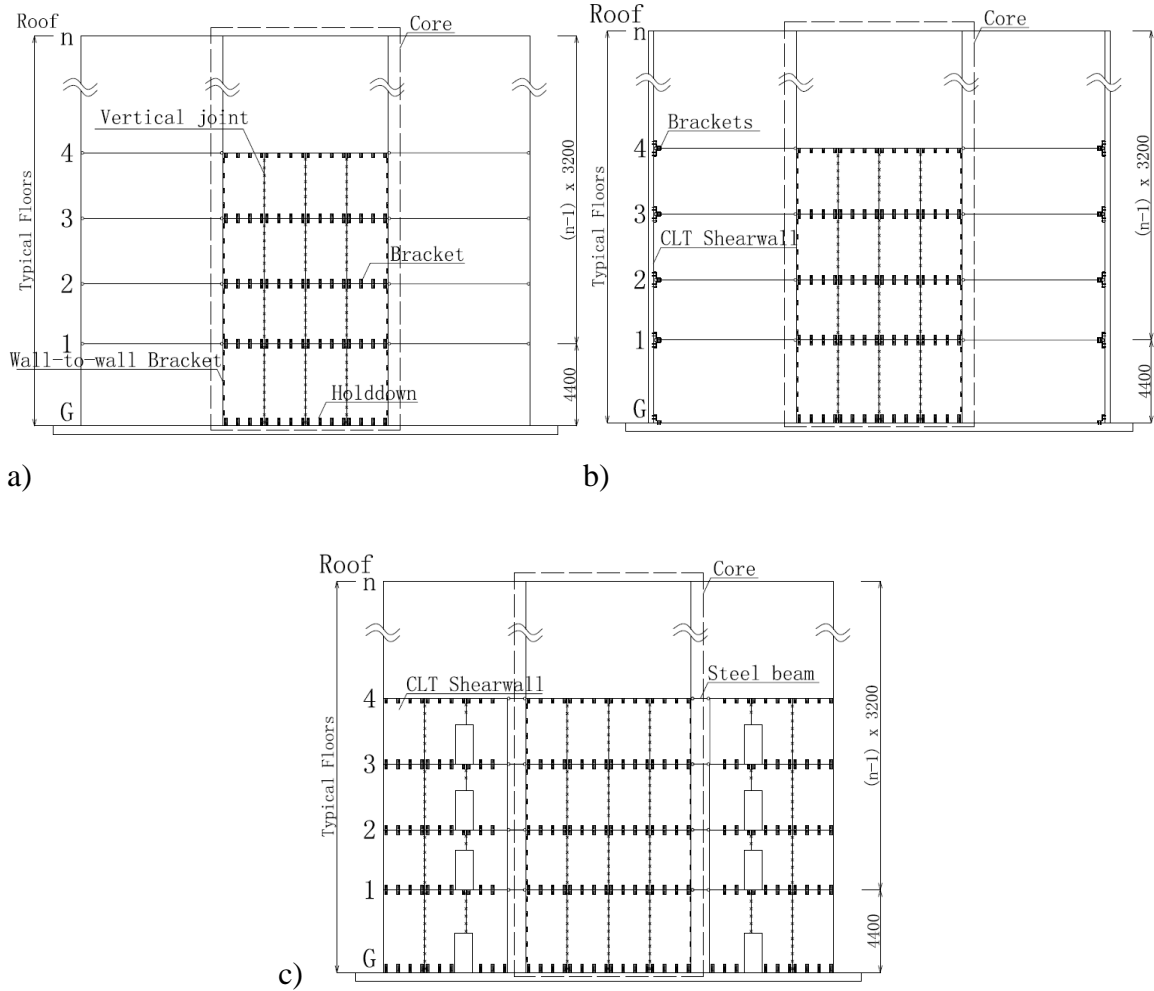 Roof
n
Core
Vertical joint
4
3
Bracket
2
1
Wall-to-wall Bracket
Holddown
G
Typical Floors
(n-1) x 3200
4400
a)
Roof
n
Core
Brackets
4
3
CLT Shearwall
2
1
G
Typical Floors
(n-1) x 3200
4400
b)
Roof
n
Core
Steel beam
CLT Shearwall
4
3
2
1
G
Typical Floors
(n-1) x 3200
4400
c)